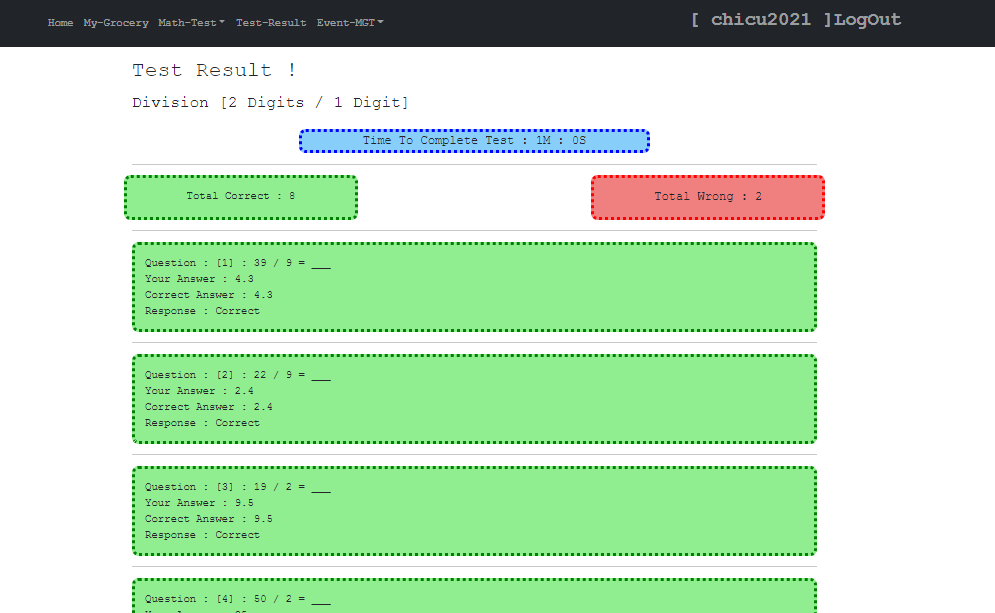 Home My-Grocery Math-Test Test-Result Event-MGT [ chicu2021 ]LogOut
Test Result !
Division [2 Digits / 1 Digit]
Time To Complete Test : 1M : 0S
Total Correct : 8 Total Wrong : 2
Question : [1] : 39 / 9 = ___
Your Answer : 4.3
Correct Answer : 4.3
Response : Correct
Question : [2] : 22 / 9 = ___
Your Answer : 2.4
Correct Answer : 2.4
Response : Correct
Question : [3] : 19 / 2 = ___
Your Answer : 9.5
Correct Answer : 9.5
Response : Correct
Question : [4] : 50 / 2 = ___